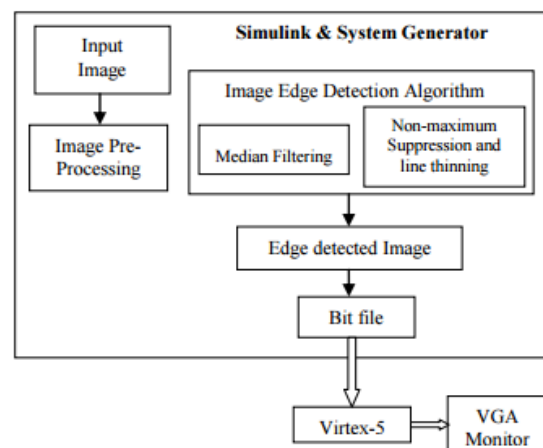 Simulink & System Generator
Input
Image
Image Pre-
Processing
Image Edge Detection Algorithm
Median Filtering
Non-maximum
Suppression and
line thinning
Edge detected Image
Bit file
Virtex-5
VGA
Monitor